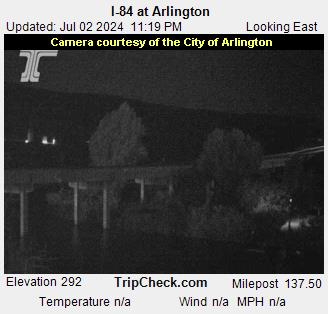 I-84 at Arlington
Updated: Jul 02 2024 11:19 PM Looking East
Camera courtesy of the City of Arlington
Elevation 292 TripCheck.com Milepost 137.50
Temperature n/a Wind n/a MPH n/a